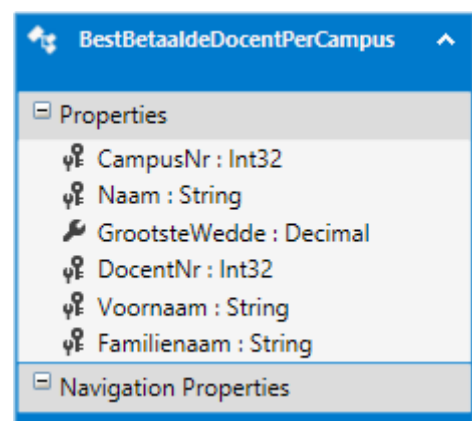 BestBetaaldeDocentPerCampus
Properties
CampusNr : Int32
Naam : String
GrootsteWedde : Decimal
DocentNr : Int32
Voornaam : String
Familienaam : String
Navigation Properties